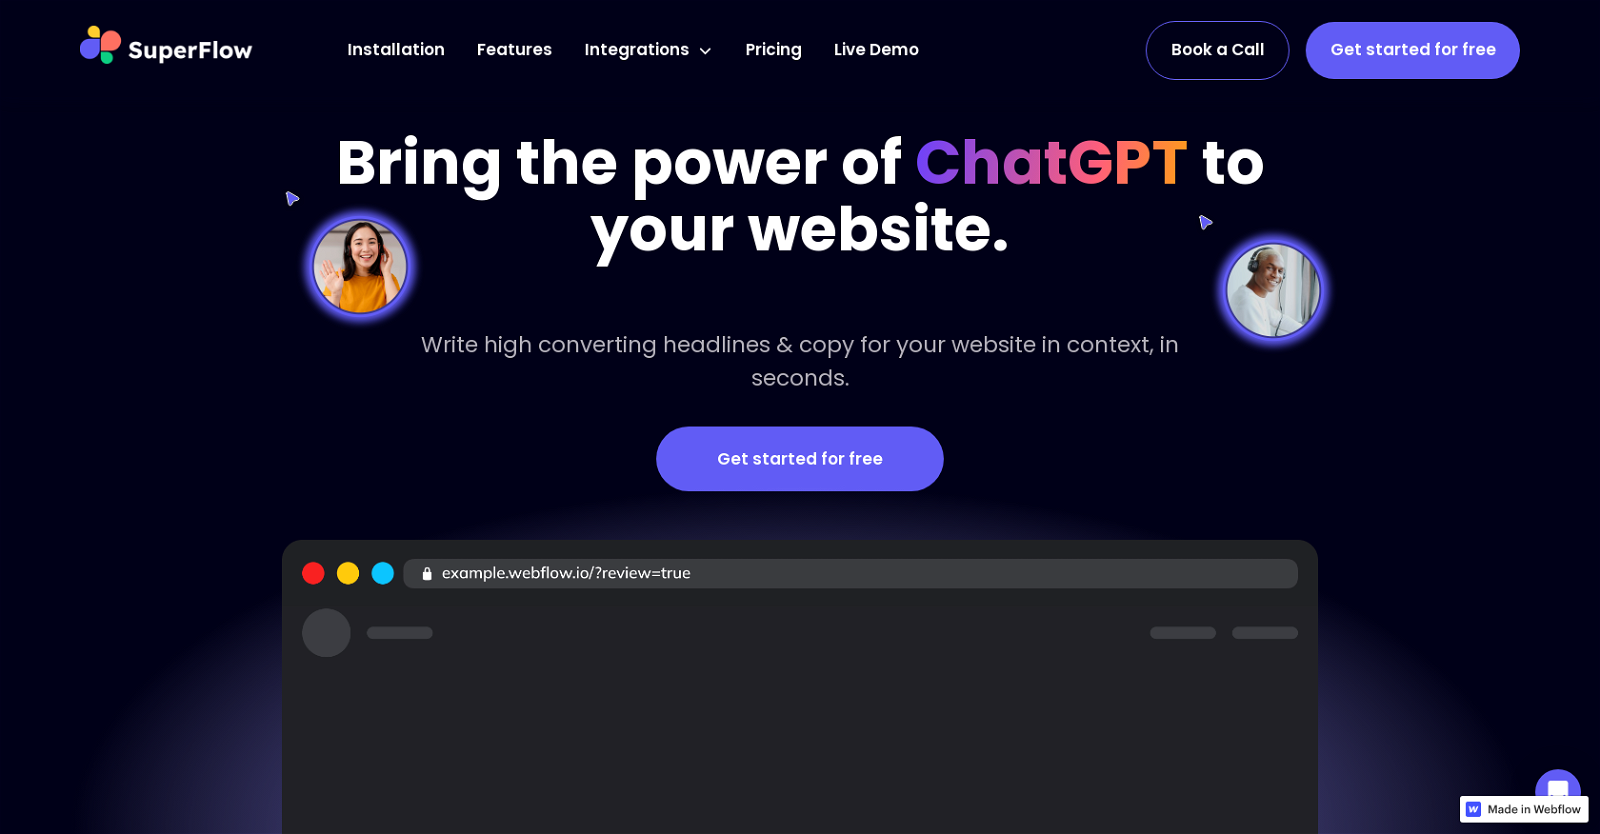 SuperFlow
Installation
Features
Integrations
Pricing
Live Demo
Book a Call
Get started for free
Bring the power of ChatGPT to
your website.
Write high converting headlines & copy for your website in context, in
seconds.
Get started for free
example.webflow.io/?review=true
Made in Webflow